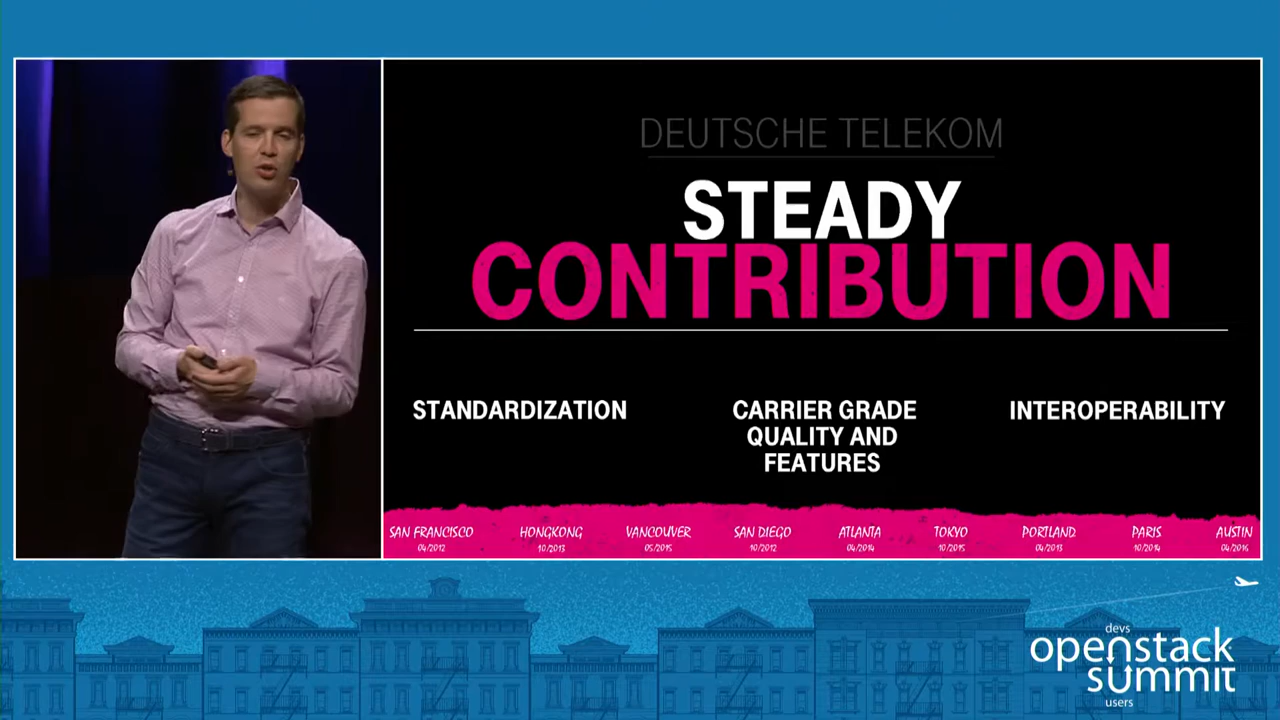 DEUTSCHE TELEKOM
STEADY
CONTRIBUTION
STANDARDIZATION
CARRIER GRADE
QUALITY AND
FEATURES
INTEROPERABILITY
SAN FRANCISCO
04/2012
HONGKONG
10/2013
VANCOUVER
05/2015
SAN DIEGO
10/2012
ATLANTA
04/2014
TOKYO
10/2015
PORTLAND
04/2013
PARIS
10/2014
AUSTIN
04/2016
devs
openstack
summit
users